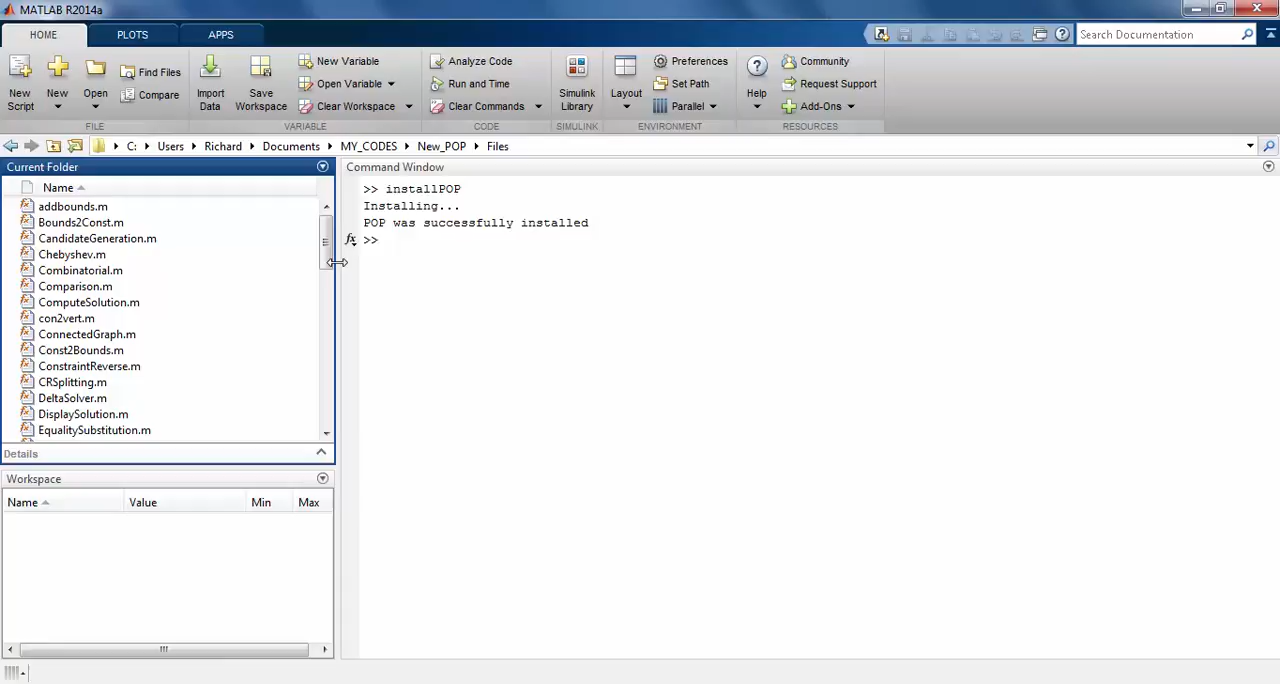 MATLAB R2014a
HOME PLOTS APPS
Search Documentation
New Script
New
Open
Find Files
Compare
Import Data
Save Workspace
New Variable
Open Variable
Clear Workspace
Analyze Code
Run and Time
Clear Commands
Simulink Library
Layout
Preferences
Set Path
Parallel
Help
Community
Request Support
Add-Ons
FILE VARIABLE CODE SIMULINK ENVIRONMENT RESOURCES
C: Users Richard Documents MY_CODES New_POP Files
Current Folder
Name
addbounds.m
Bounds2Const.m
CandidateGeneration.m
Chebyshev.m
Combinatorial.m
Comparison.m
ComputeSolution.m
con2vert.m
ConnectedGraph.m
Const2Bounds.m
ConstraintReverse.m
CRSplitting.m
DeltaSolver.m
DisplaySolution.m
EqualitySubstitution.m
Details
Workspace
Name Value Min Max
Command Window
>> installPOP
Installing...
POP was successfully installed
fx >>